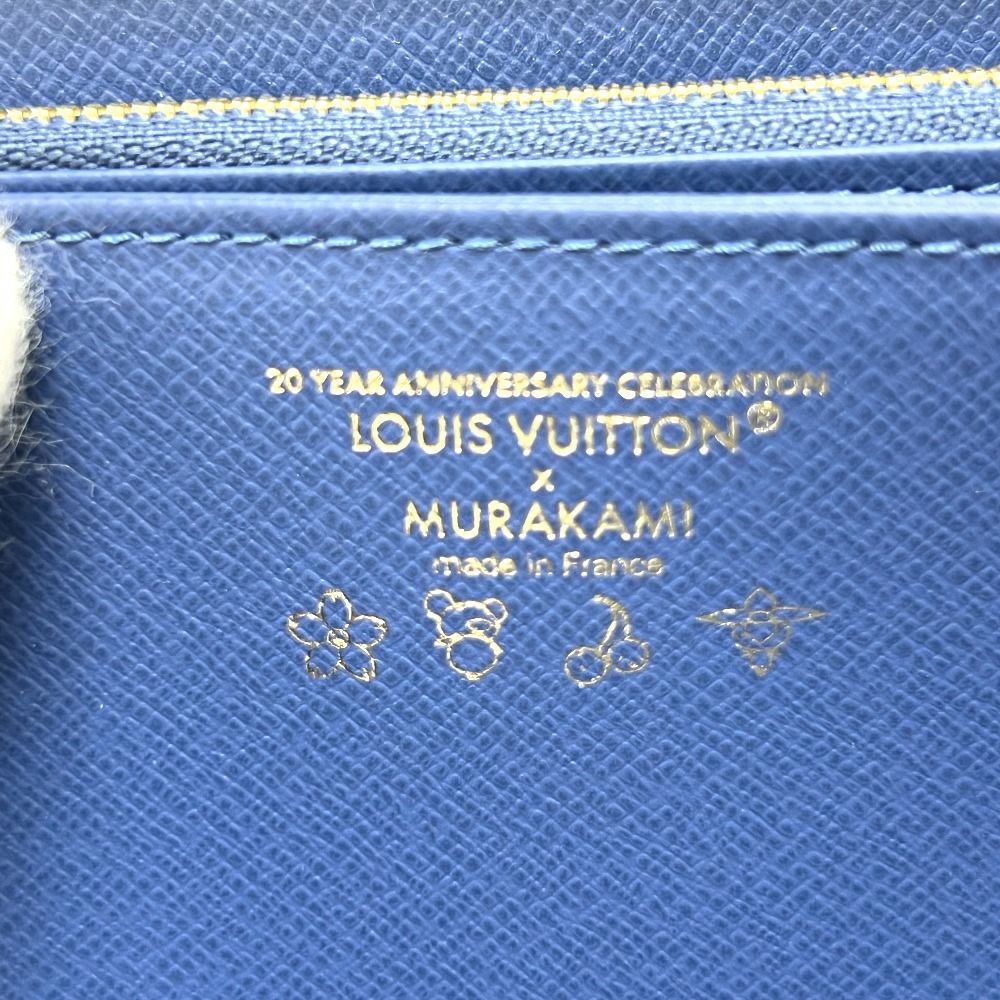 20 YEAR ANNIVERSARY CELEBRATION
LOUIS VUITTON®
x
MURAKAMI
made in France